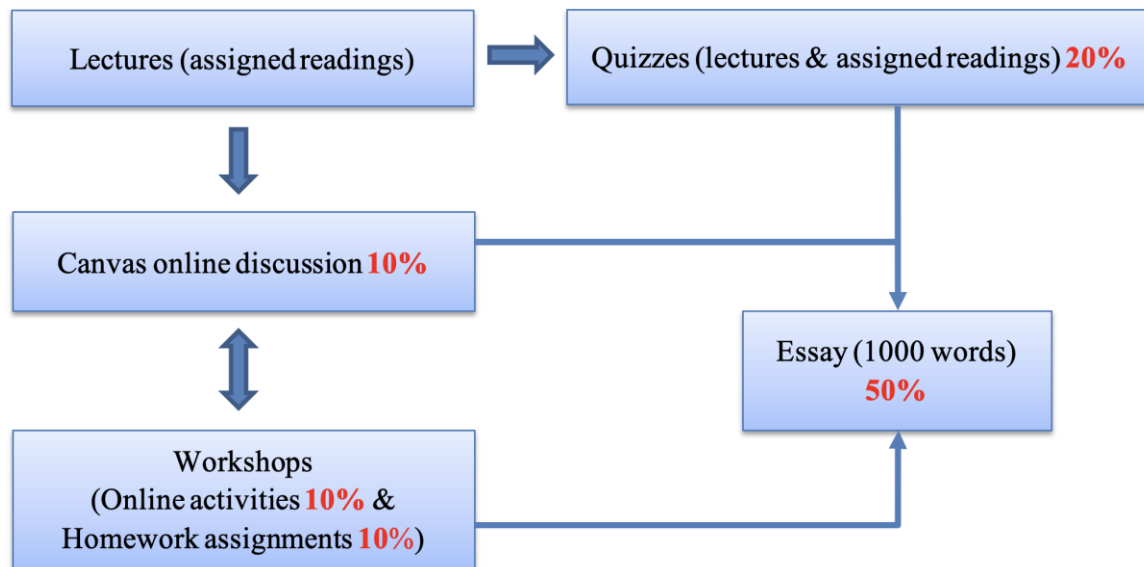 Lectures (assigned readings)
Quizzes (lectures & assigned readings) 20%
Canvas online discussion 10%
Essay (1000 words)
50%
Workshops
(Online activities 10% &
Homework assignments 10%)